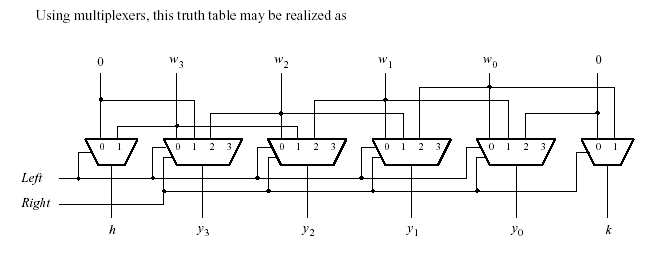 Using multiplexers, this truth table may be realized as
0 w3 w2 w1 w0 0
0 1 0 1 2 3 0 1 2 3 0 1 2 3 0 1 2 3 0 1
Left
Right
h y3 y2 y1 y0 k